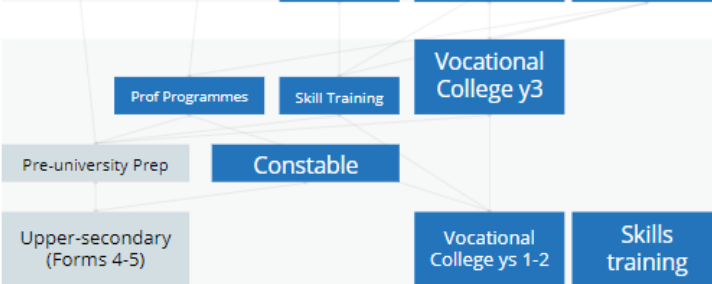 Vocational
College y3
Prof Programmes
Skill Training
Pre-university Prep
Constable
Upper-secondary
(Forms 4-5)
Vocational
College ys 1-2
Skills
training